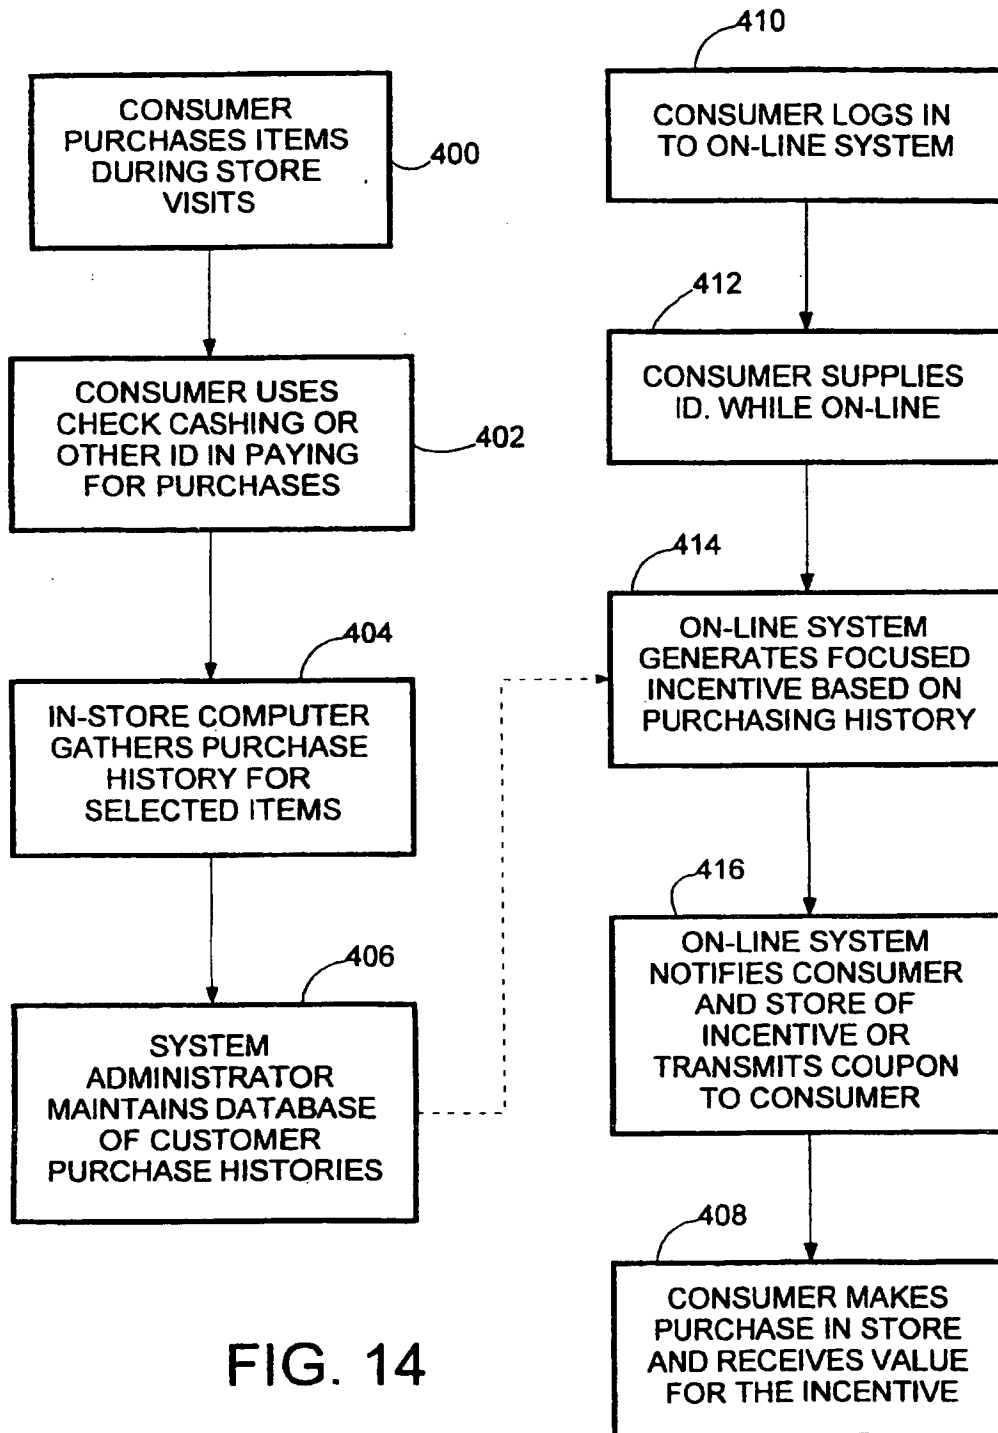 CONSUMER
PURCHASES ITEMS
DURING STORE
VISITS
400
CONSUMER USES
CHECK CASHING OR
OTHER ID IN PAYING
FOR PURCHASES
402
404
IN-STORE COMPUTER
GATHERS PURCHASE
HISTORY FOR
SELECTED ITEMS
406
SYSTEM
ADMINISTRATOR
MAINTAINS DATABASE
OF CUSTOMER
PURCHASE HISTORIES
410
CONSUMER LOGS IN
TO ON-LINE SYSTEM
412
CONSUMER SUPPLIES
ID. WHILE ON-LINE
414
ON-LINE SYSTEM
GENERATES FOCUSED
INCENTIVE BASED ON
PURCHASING HISTORY
416
ON-LINE SYSTEM
NOTIFIES CONSUMER
AND STORE OF
INCENTIVE OR
TRANSMITS COUPON
TO CONSUMER
408
CONSUMER MAKES
PURCHASE IN STORE
AND RECEIVES VALUE
FOR THE INCENTIVE
FIG. 14